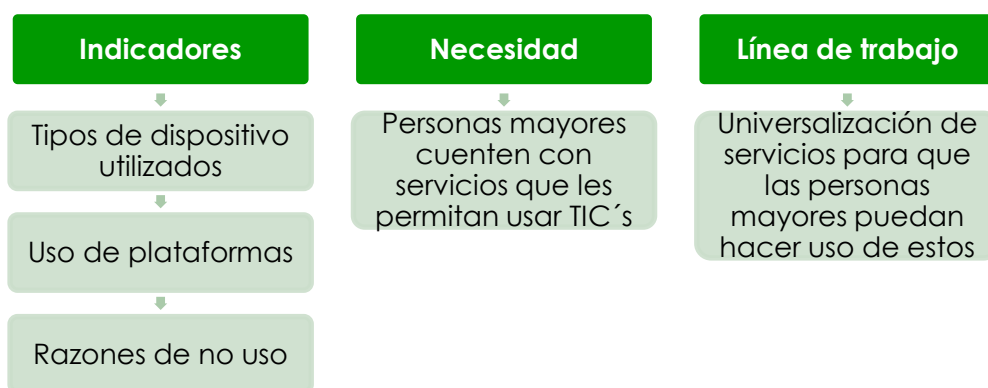 Indicadores
Tipos de dispositivo
utilizados
Uso de plataformas
Razones de no uso
Necesidad
Personas mayores
cuenten con
servicios que les
permitan usar TIC´s
Línea de trabajo
Universalización de
servicios para que
las personas
mayores puedan
hacer uso de estos